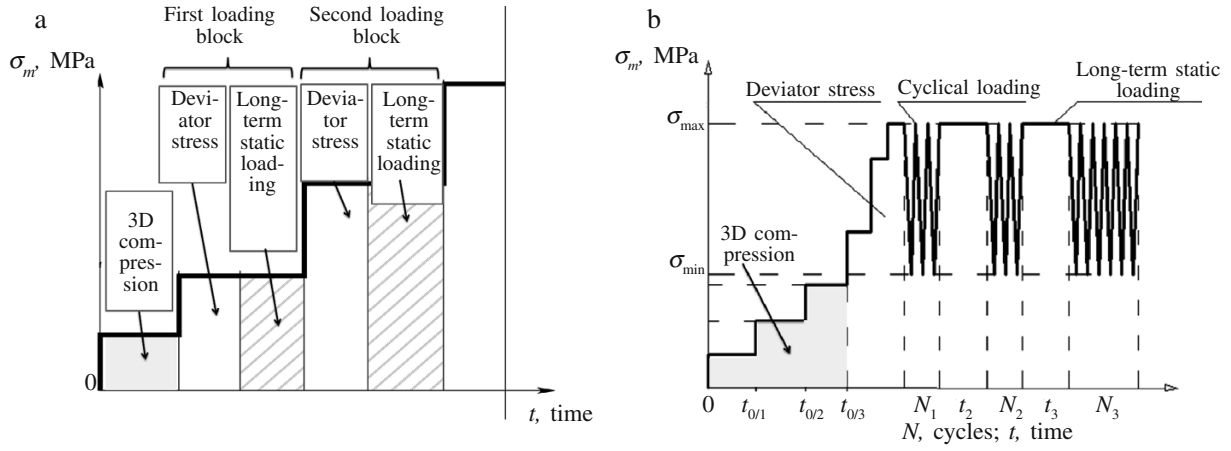 a
First loading
block
Second loading
block
σm, MPa
Devi-
ator
stress
Long-
term
static
load-
ing
Devia-
tor
stress
Long-
term
static
loading
3D
com-
pres-
sion
0
t, time
b
σm, MPa
Deviator stress
Cyclical loading
Long-term static
loading
σmax
3D com-
pression
σmin
0
t0/1
t0/2
t0/3
N1
t2
N2
t3
N3
N, cycles; t, time